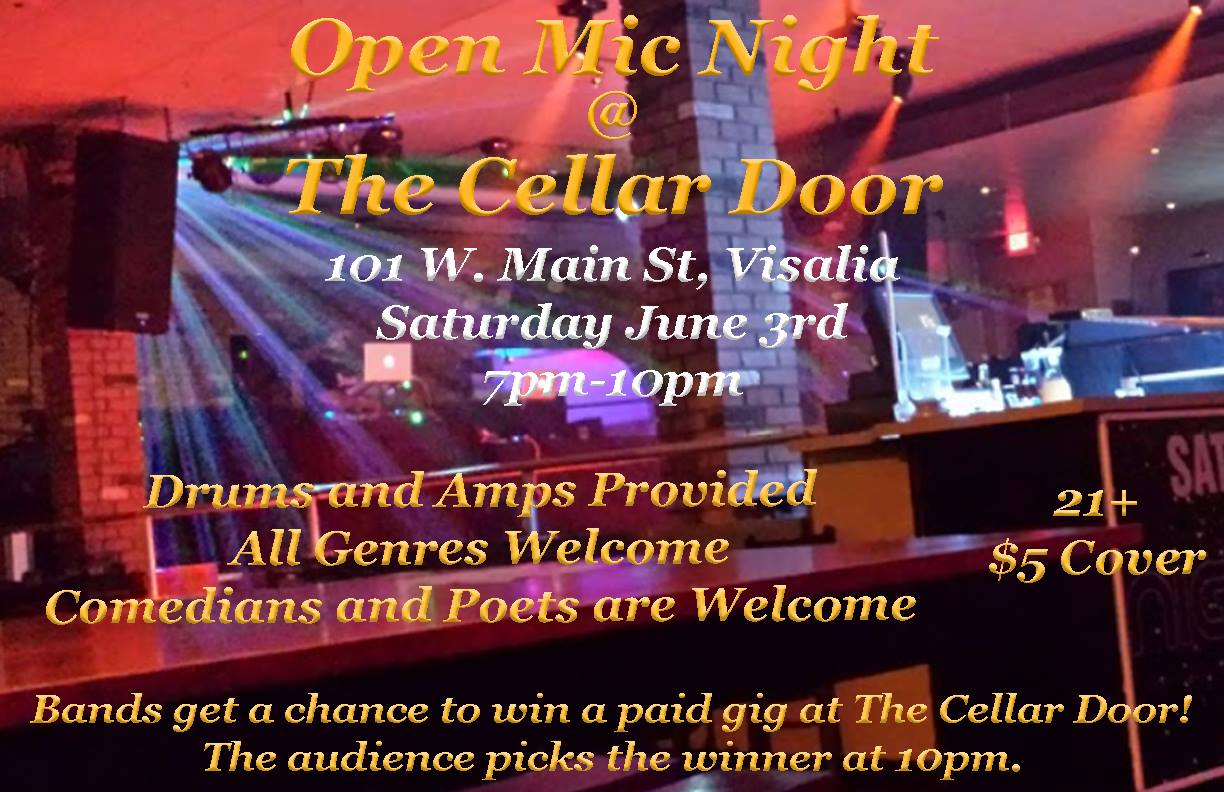 Open Mic Night
@
The Cellar Door
101 W. Main St, Visalia
Saturday June 3rd
7pm-10pm
Drums and Amps Provided
All Genres Welcome
Comedians and Poets are Welcome
21+
$5 Cover
SAT
Bands get a chance to win a paid gig at The Cellar Door!
The audience picks the winner at 10pm.